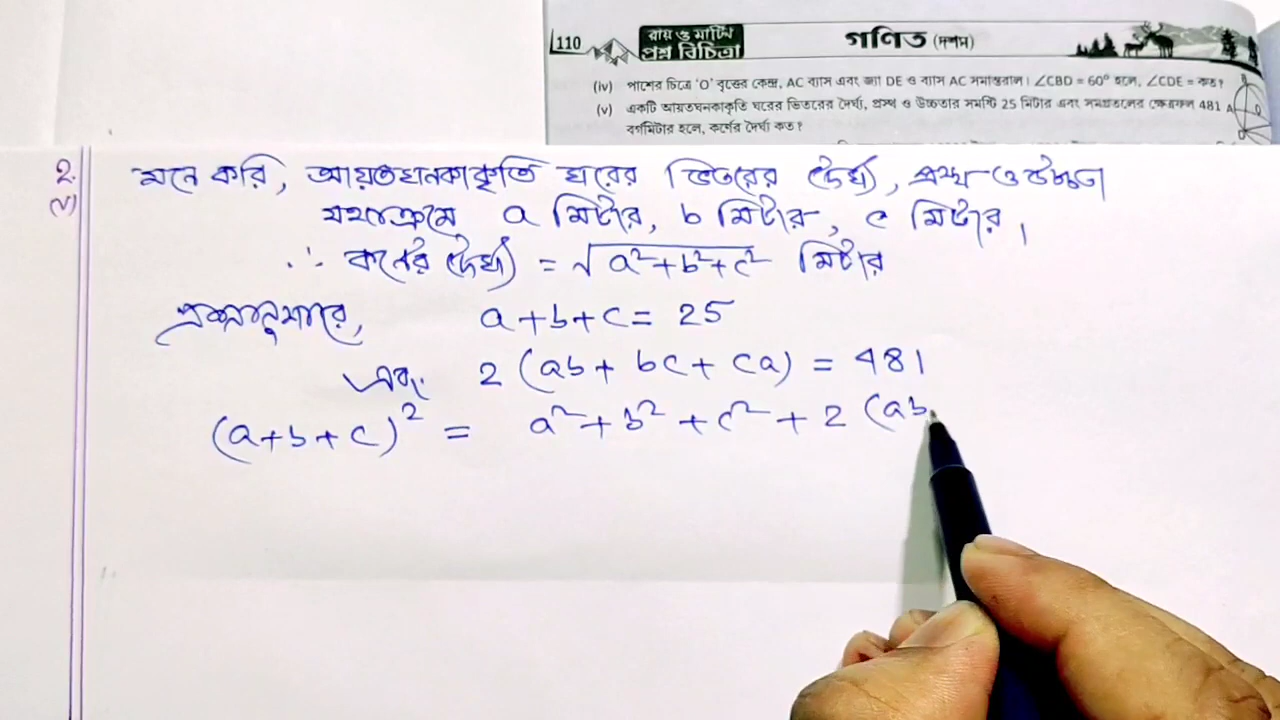 110
রায় ও মার্টিন
প্রশ্ন বিচিত্রা
গণিত (দশম)
(iv) পাশের চিত্রে 'O' বৃত্তের কেন্দ্র, AC ব্যাস এবং জ্যা DE ও ব্যাস AC সমান্তরাল। ∠CBD = 60° হলে, ∠CDE = কত?
(v) একটি আয়তঘনকাকৃতি ঘরের ভিতরের দৈর্ঘ্য, প্রস্থ ও উচ্চতার সমষ্টি 25 মিটার এবং সমগ্রতলের ক্ষেত্রফল 481
বর্গমিটার হলে, কর্ণের দৈর্ঘ্য কত?
2.
(v)
মনে করি, আয়তঘনকাকৃতি ঘরের ভিতরের দৈর্ঘ্য, প্রস্থ ও উচ্চতা
যথাক্রমে a মিটার, b মিটার, c মিটার,
∴ কর্ণের দৈর্ঘ্য = √a²+b²+c² মিটার
প্রশ্নানুসারে, a+b+c = 25
এবং 2 (ab + bc + ca) = 481
(a+b+c)² = a² + b² + c² + 2 (ab